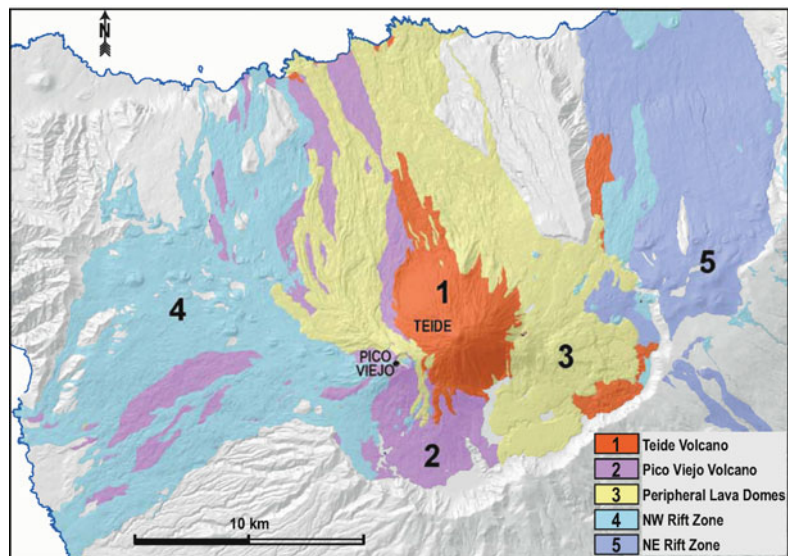 N
1
TEIDE
4
5
PICO
VIEJO
3
2
10 km
1 Teide Volcano
2 Pico Viejo Volcano
3 Peripheral Lava Domes
4 NW Rift Zone
5 NE Rift Zone